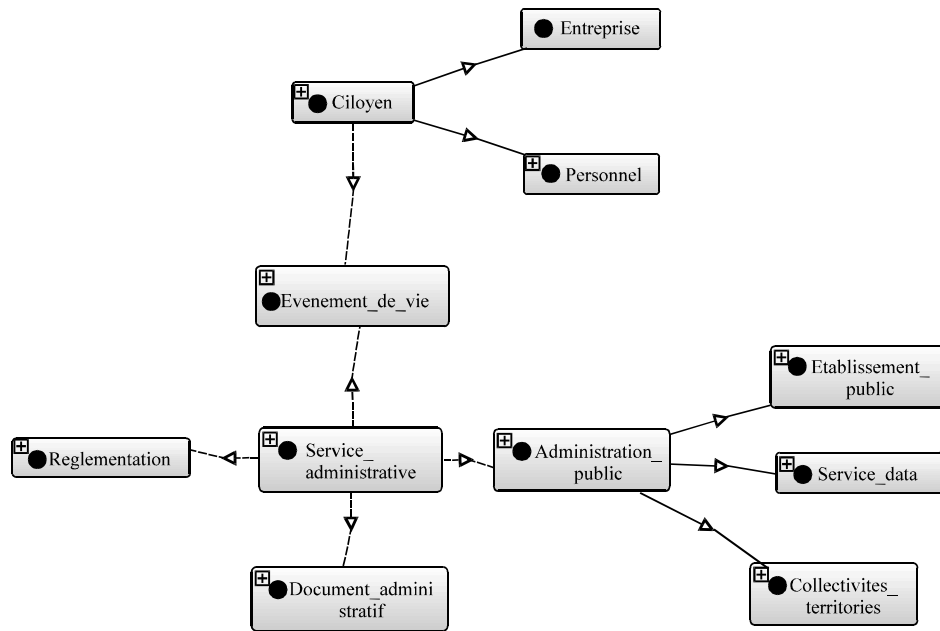 Entreprise
Ciloyen
Personnel
Evenement_de_vie
Etablissement_
public
Reglementation
Service_
administrative
Administration_
public
Service_data
Document_admini
stratif
Collectivites_
territories